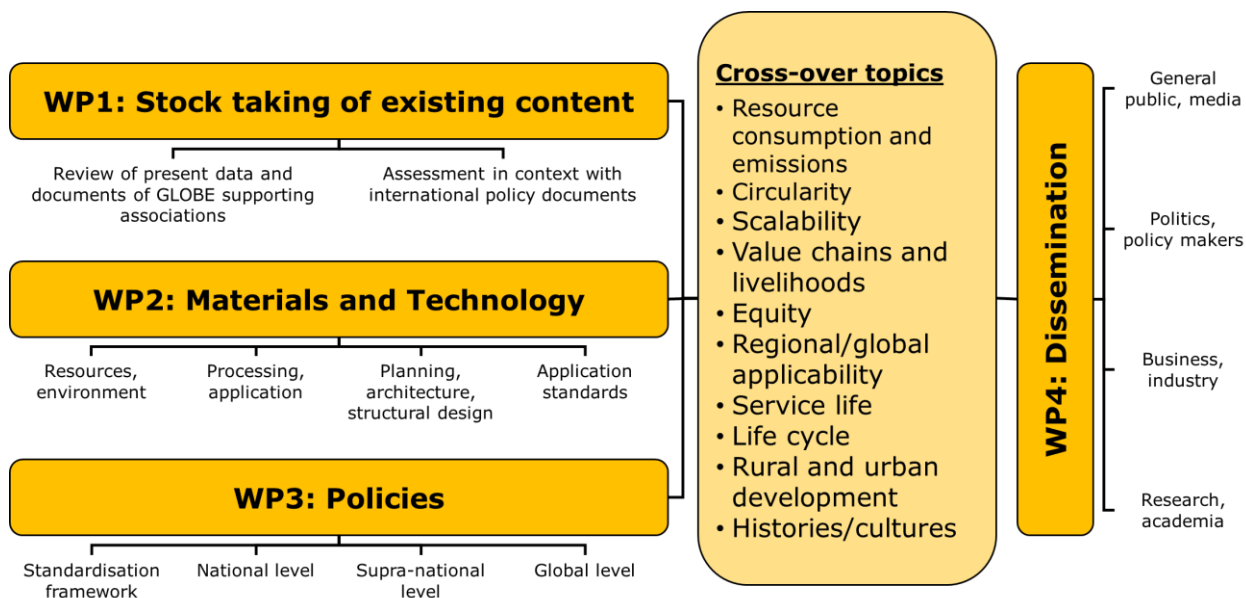 WP1: Stock taking of existing content
Review of present data and
documents of GLOBE supporting
associations
Assessment in context with
international policy documents
WP2: Materials and Technology
Resources,
environment
Processing,
application
Planning,
architecture,
structural design
Application
standards
WP3: Policies
Standardisation
framework
National level
Supra-national
level
Global level
Cross-over topics
• Resource
consumption and
emissions
• Circularity
• Scalability
• Value chains and
livelihoods
• Equity
• Regional/global
applicability
• Service life
• Life cycle
• Rural and urban
development
• Histories/cultures
WP4: Dissemination
General
public, media
Politics,
policy makers
Business,
industry
Research,
academia